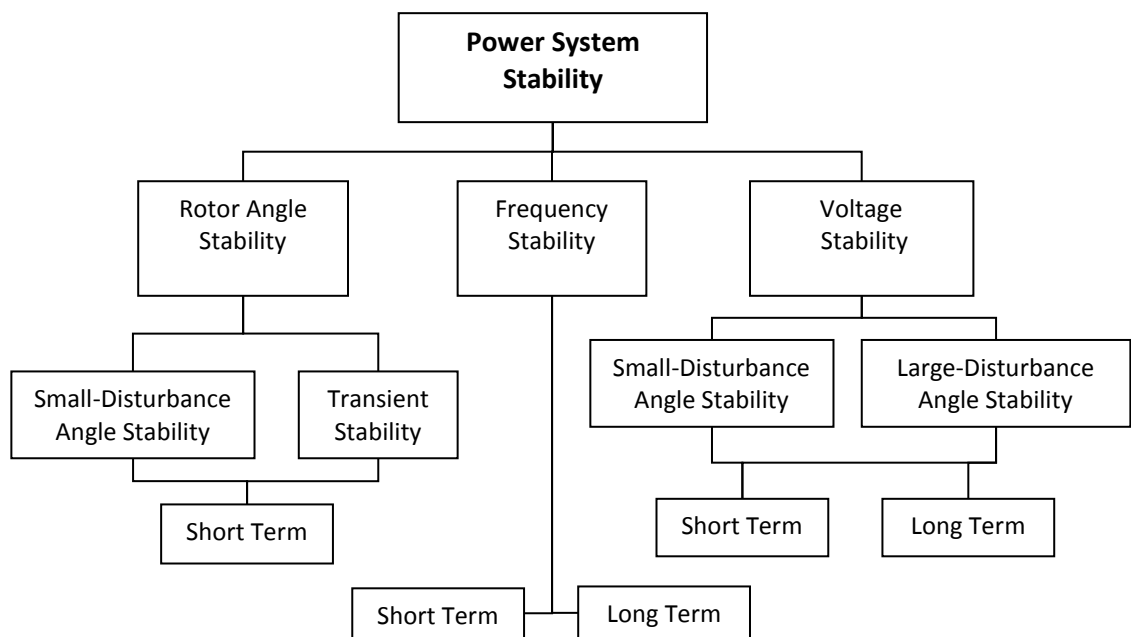 Power System
Stability
Rotor Angle
Stability
Frequency
Stability
Voltage
Stability
Small-Disturbance
Angle Stability
Transient
Stability
Small-Disturbance
Angle Stability
Large-Disturbance
Angle Stability
Short Term
Short Term
Long Term
Short Term
Long Term